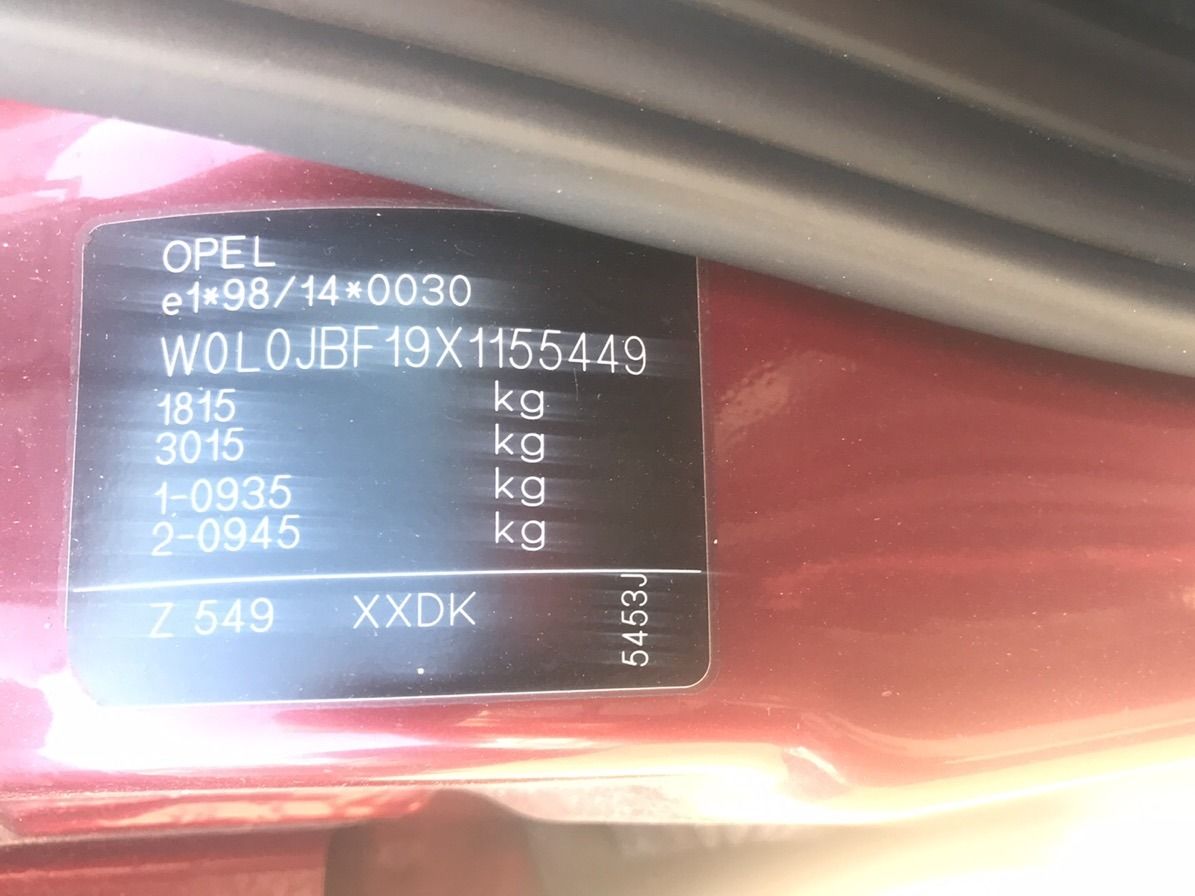 OPEL
e1*98/14*0030
W0L0JBF19X1155449
1815 kg
3015 kg
1-0935 kg
2-0945 kg
Z 549 XXDK
5453J